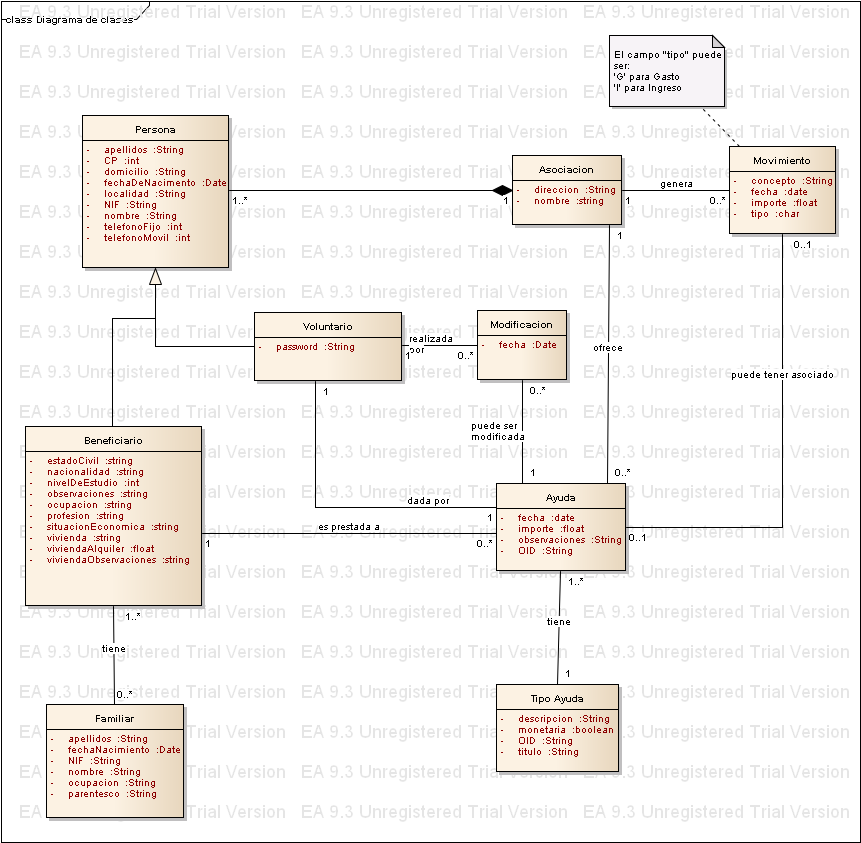 class Diagrama de clases
EA 9.3 Unregistered Trial Version
El campo "tipo" puede
ser:
'G' para Gasto
'I' para Ingreso
Persona
- apellidos :String
- CP :int
- domicilio :String
- fechaDeNacimento :Date
- localidad :String
- NIF :String
- nombre :String
- telefonoFijo :int
- telefonoMovil :int
1..*
1
Asociacion
- direccion :String
- nombre :string
1
genera
0..*
Movimiento
- concepto :String
- fecha :date
- importe :float
- tipo :char
1
0..1
Voluntario
- password :String
realizada
por
1
0..*
Modificacion
- fecha :Date
ofrece
puede tener asociado
1
0..*
puede ser
modificada
Beneficiario
- estadoCivil :string
- nacionalidad :string
- nivelDeEstudio :int
- observaciones :string
- ocupacion :string
- profesion :string
- situacionEconomica :string
- vivienda :string
- viviendaAlquiler :float
- viviendaObservaciones :string
1
0..*
dada por
1
es prestada a
1
0..*
Ayuda
- fecha :date
- importe :float
- observaciones :String
- OID :String
0..1
1..*
tiene
0..*
1..*
tiene
1
Familiar
- apellidos :String
- fechaNacimiento :Date
- NIF :String
- nombre :String
- ocupacion :String
- parentesco :String
Tipo Ayuda
- descripcion :String
- monetaria :boolean
- OID :String
- titulo :String